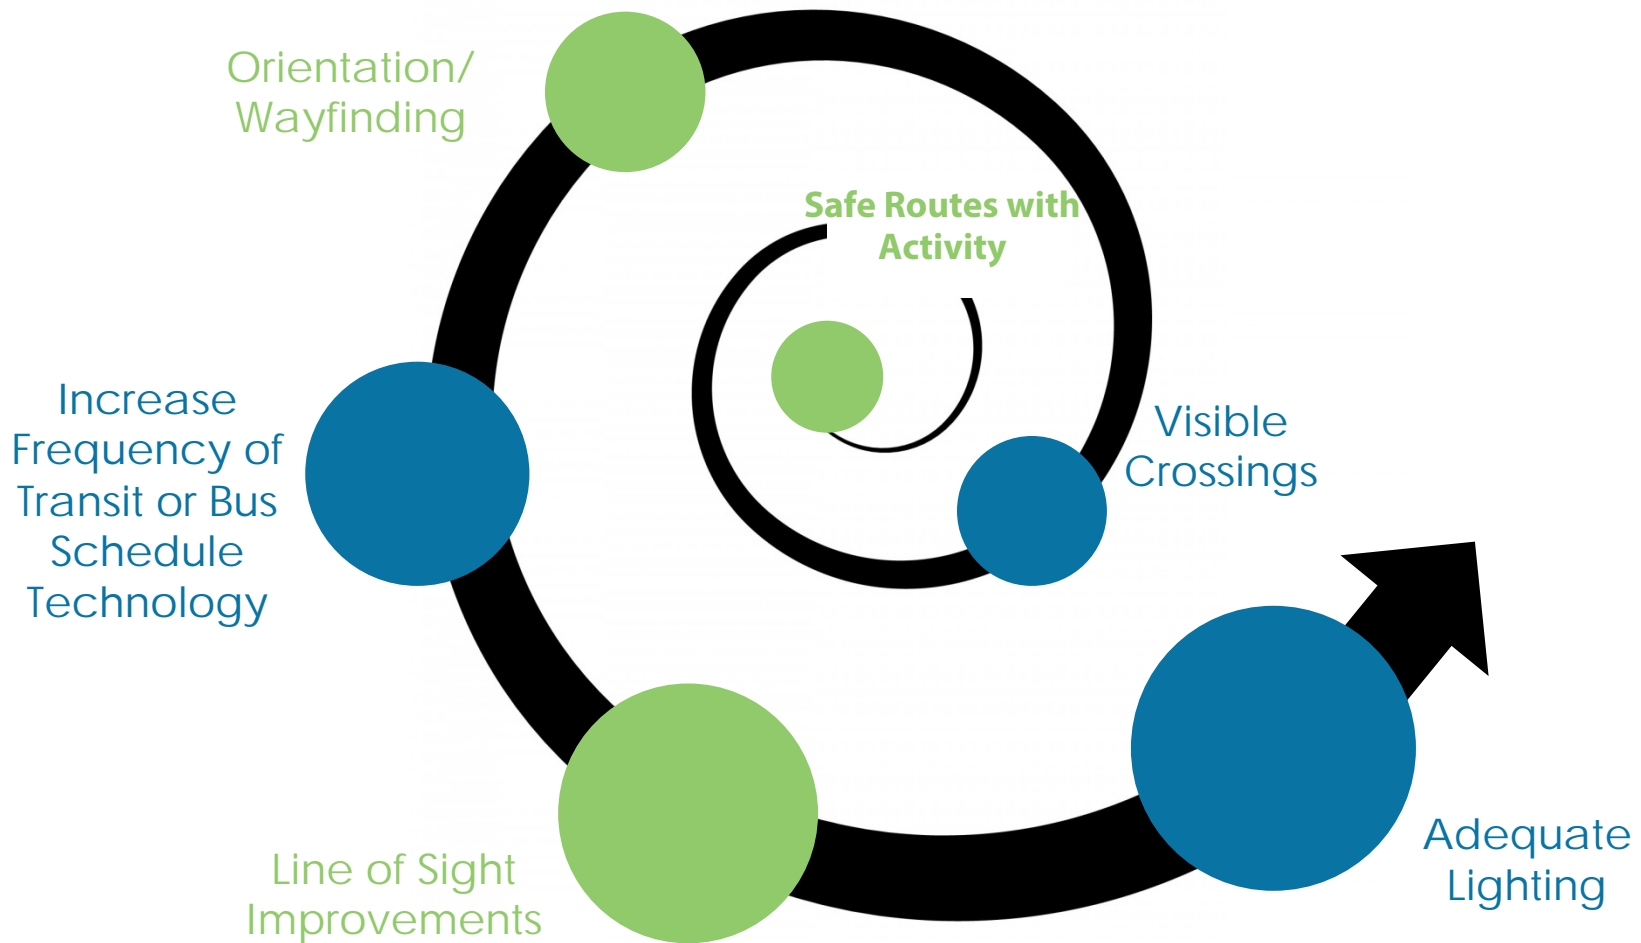 Orientation/
Wayfinding
Safe Routes with
Activity
Increase
Frequency of
Transit or Bus
Schedule
Technology
Visible
Crossings
Line of Sight
Improvements
Adequate
Lighting